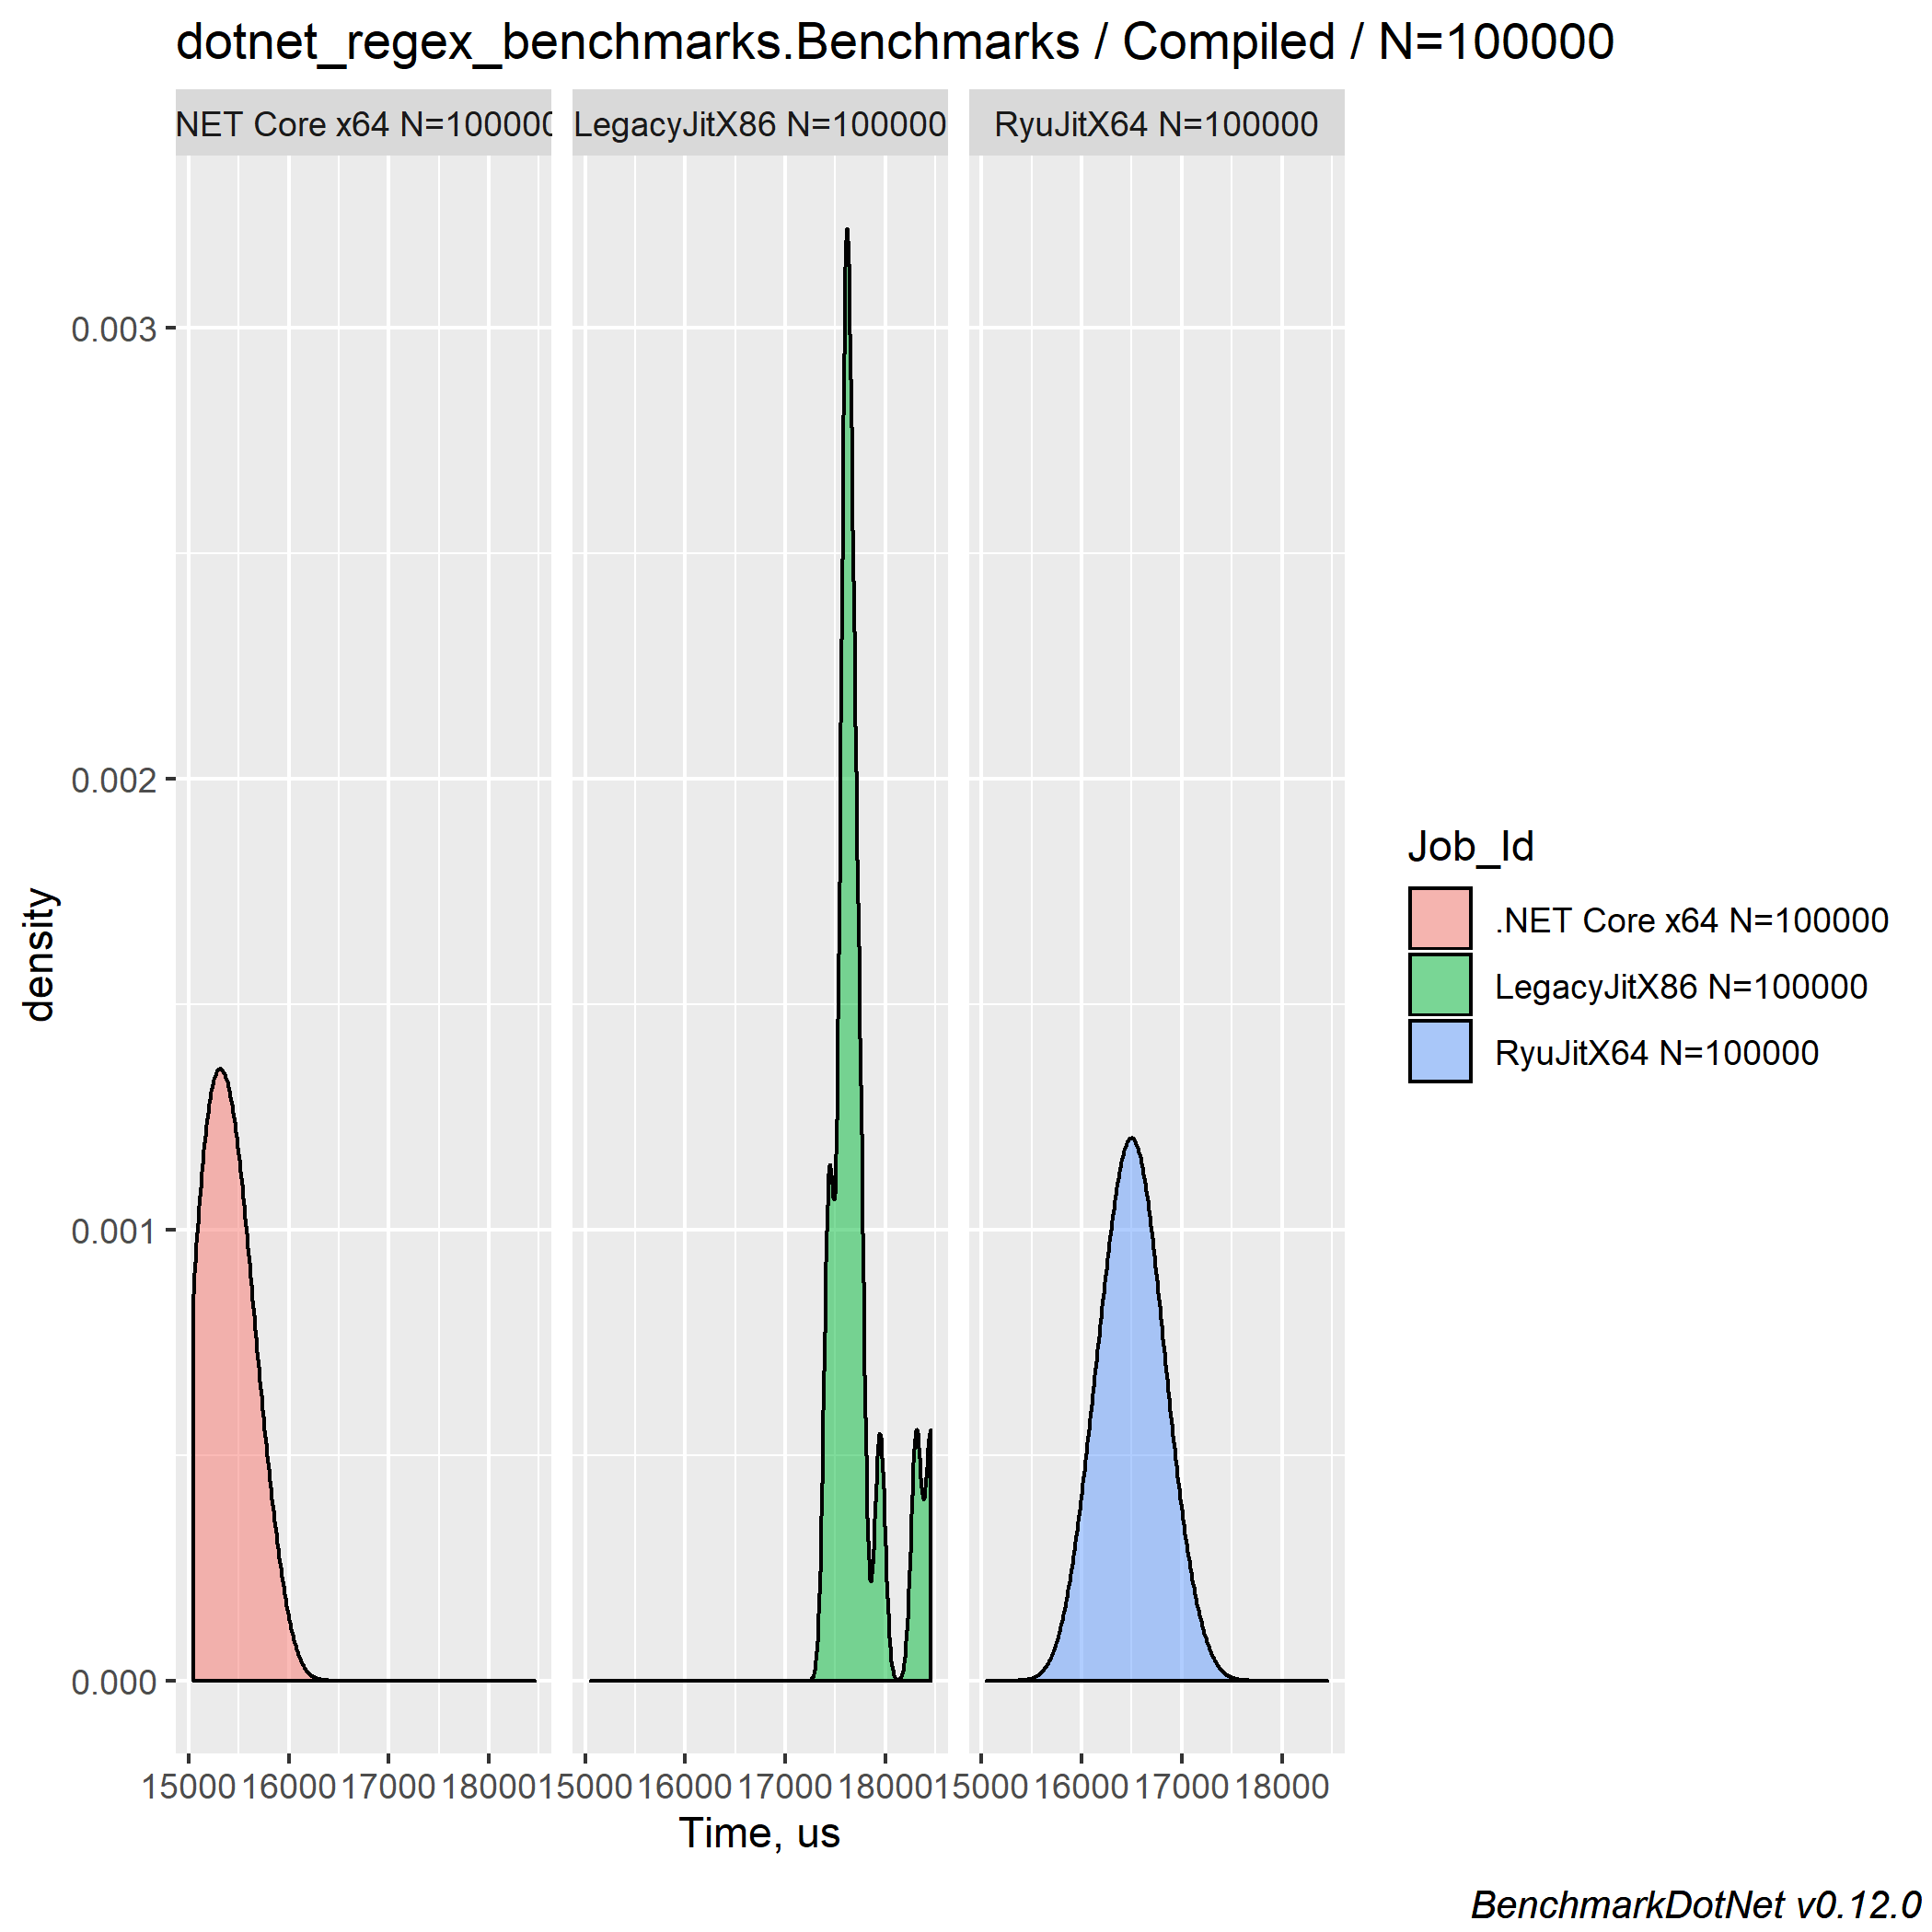 dotnet_regex_benchmarks.Benchmarks / Compiled / N=100000
NET Core x64 N=100000
LegacyJitX86 N=100000
RyuJitX64 N=100000
0.003
0.002
0.001
0.000
density
15000 16000 17000 18000
15000 16000 17000 18000
15000 16000 17000 18000
Time, us
Job_Id
.NET Core x64 N=100000
LegacyJitX86 N=100000
RyuJitX64 N=100000
BenchmarkDotNet v0.12.0